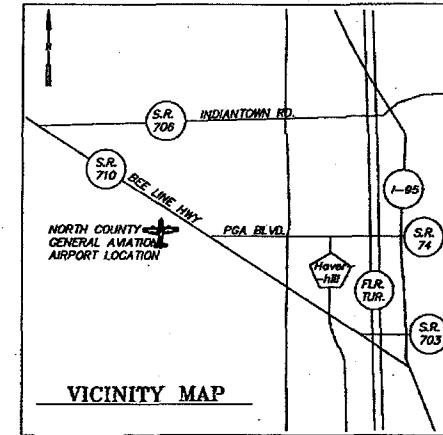 S.R.
706
INDIANTOWN RD.
S.R.
710
BEE LINE HWY
I-95
NORTH COUNTY
GENERAL AVIATION
AIRPORT LOCATION
PGA BLVD.
S.R.
74
Haver-
hill
FLR.
TUR.
S.R.
703
VICINITY MAP